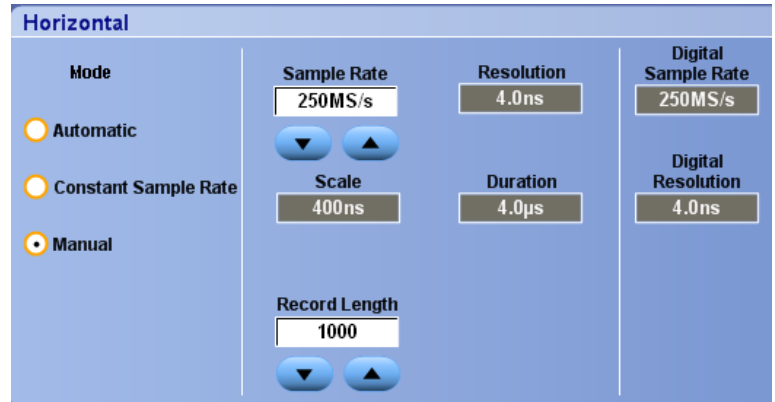 Horizontal
Mode
Automatic
Constant Sample Rate
Manual
Sample Rate
250MS/s
Scale
400ns
Record Length
1000
Resolution
4.0ns
Duration
4.0µs
Digital
Sample Rate
250MS/s
Digital
Resolution
4.0ns